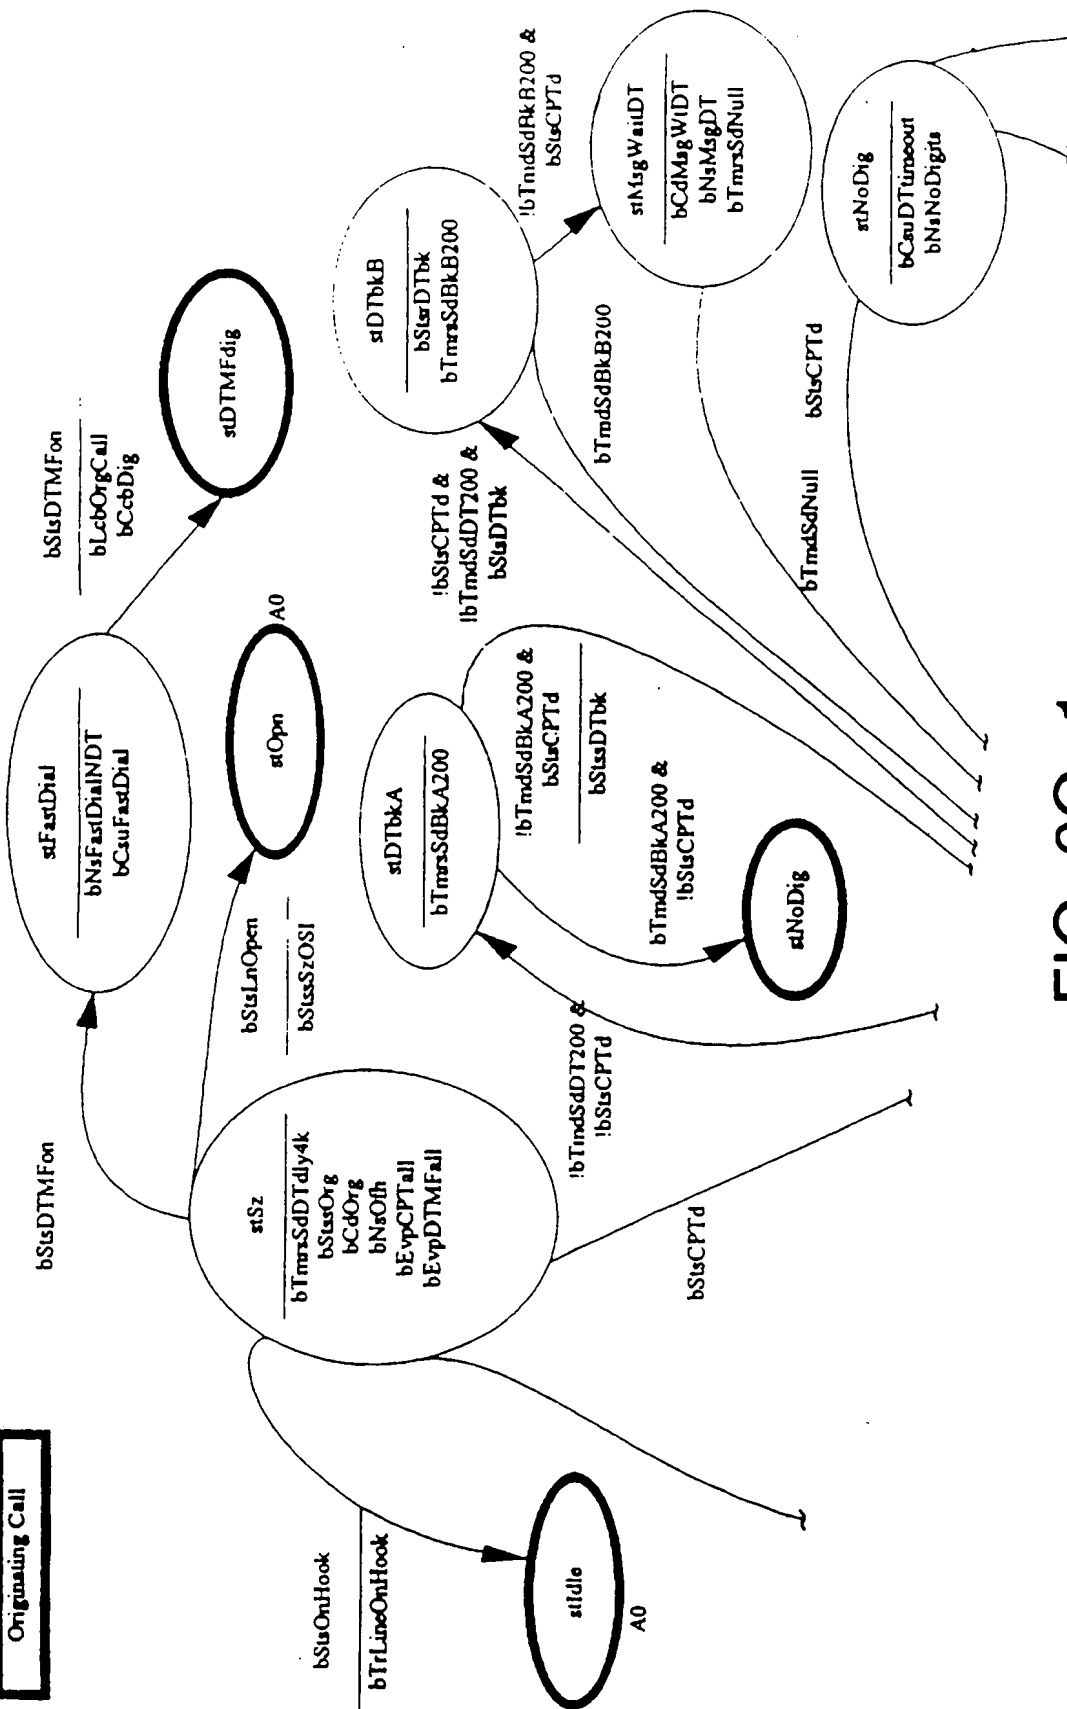 Originating Call
bStsOnHook
bTrLineOnHook
stIdle
A0
bStsDTMFon
stSz
bTmrsSdDTdly4k
bStssOrg
bCdOrg
bNsOfh
bEvpCPTall
bEvpDTMFall
bStsCPTd
bStsLnOpen
bStssSzOSI
stOpn
A0
stFastDial
bNsFastDialNDT
bCsuFastDial
bStsDTMFon
bLcbOrgCall
bCcbDig
stDTMFdig
!bTmdSdDT200 &
!bStsCPTd
stDTbkA
bTmrsSdBkA200
!bTmdSdBkA200 &
bStsCPTd
bStssDTbk
bTmdSdBkA200 &
!bStsCPTd
stNoDig
!bStsCPTd &
!bTmdSdDT200 &
bStsDTbk
stDTbkB
bStsrDTbk
bTmrsSdBkB200
bTmdSdBkB200
!bTmdSdBkB200 &
bStsCPTd
stMsgWaitDT
bCdMsgWtDT
bNsMsgDT
bTmrsSdNull
bTmdSdNull
bStsCPTd
stNoDig
bCsuDTtimeout
bNsNoDigits